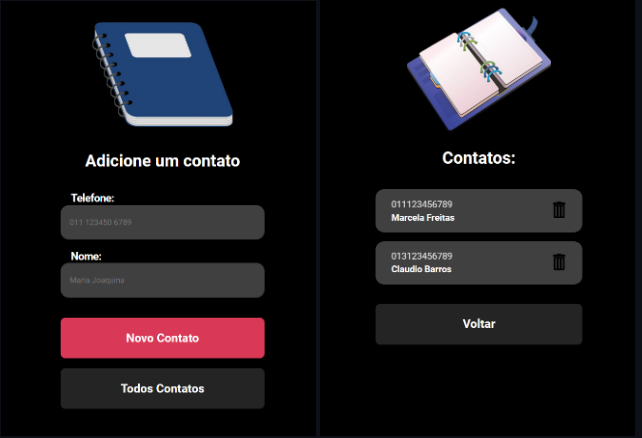 Adicione um contato
Telefone:
011 123450 6789
Nome:
Maria Joaquina
Novo Contato
Todos Contatos
Contatos:
011123456789
Marcela Freitas
013123456789
Claudio Barros
Voltar